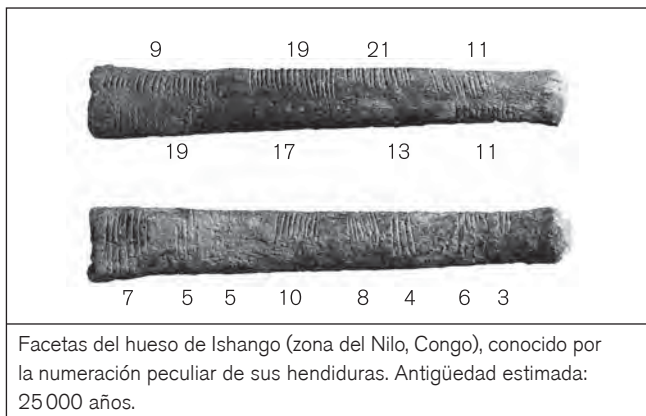 9 19 21 11
19 17 13 11
7 5 5 10 8 4 6 3
Facetas del hueso de Ishango (zona del Nilo, Congo), conocido por
la numeración peculiar de sus hendiduras. Antigüedad estimada:
25 000 años.